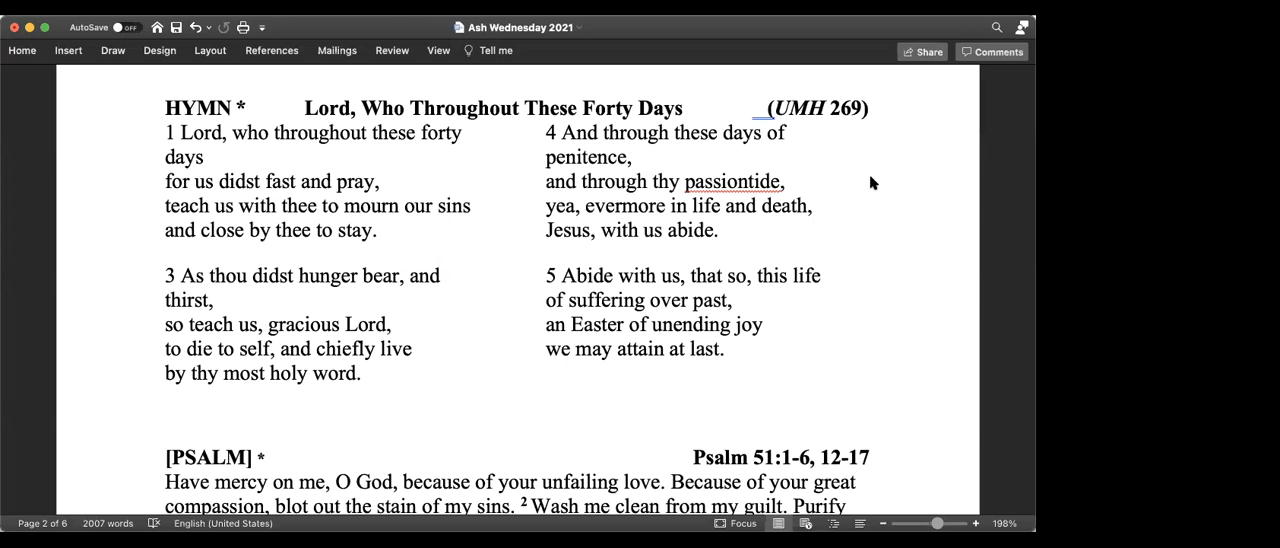 AutoSave OFF
Ash Wednesday 2021
Home Insert Draw Design Layout References Mailings Review View Tell me
Share Comments
HYMN * Lord, Who Throughout These Forty Days (UMH 269)
1 Lord, who throughout these forty
days
for us didst fast and pray,
teach us with thee to mourn our sins
and close by thee to stay.
3 As thou didst hunger bear, and
thirst,
so teach us, gracious Lord,
to die to self, and chiefly live
by thy most holy word.
4 And through these days of
penitence,
and through thy passiontide,
yea, evermore in life and death,
Jesus, with us abide.
5 Abide with us, that so, this life
of suffering over past,
an Easter of unending joy
we may attain at last.
[PSALM] * Psalm 51:1-6, 12-17
Have mercy on me, O God, because of your unfailing love. Because of your great
compassion, blot out the stain of my sins. ² Wash me clean from my guilt. Purify
Page 2 of 6 2007 words English (United States) Focus 198%